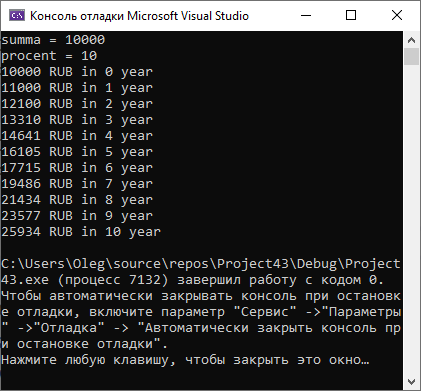 Консоль отладки Microsoft Visual Studio
summa = 10000
procent = 10
10000 RUB in 0 year
11000 RUB in 1 year
12100 RUB in 2 year
13310 RUB in 3 year
14641 RUB in 4 year
16105 RUB in 5 year
17715 RUB in 6 year
19486 RUB in 7 year
21434 RUB in 8 year
23577 RUB in 9 year
25934 RUB in 10 year
C:\Users\Oleg\source\repos\Project43\Debug\Project
43.exe (процесс 7132) завершил работу с кодом 0.
Чтобы автоматически закрывать консоль при остановк
е отладки, включите параметр "Сервис" ->"Параметры
" ->"Отладка" -> "Автоматически закрыть консоль пр
и остановке отладки".
Нажмите любую клавишу, чтобы закрыть это окно…